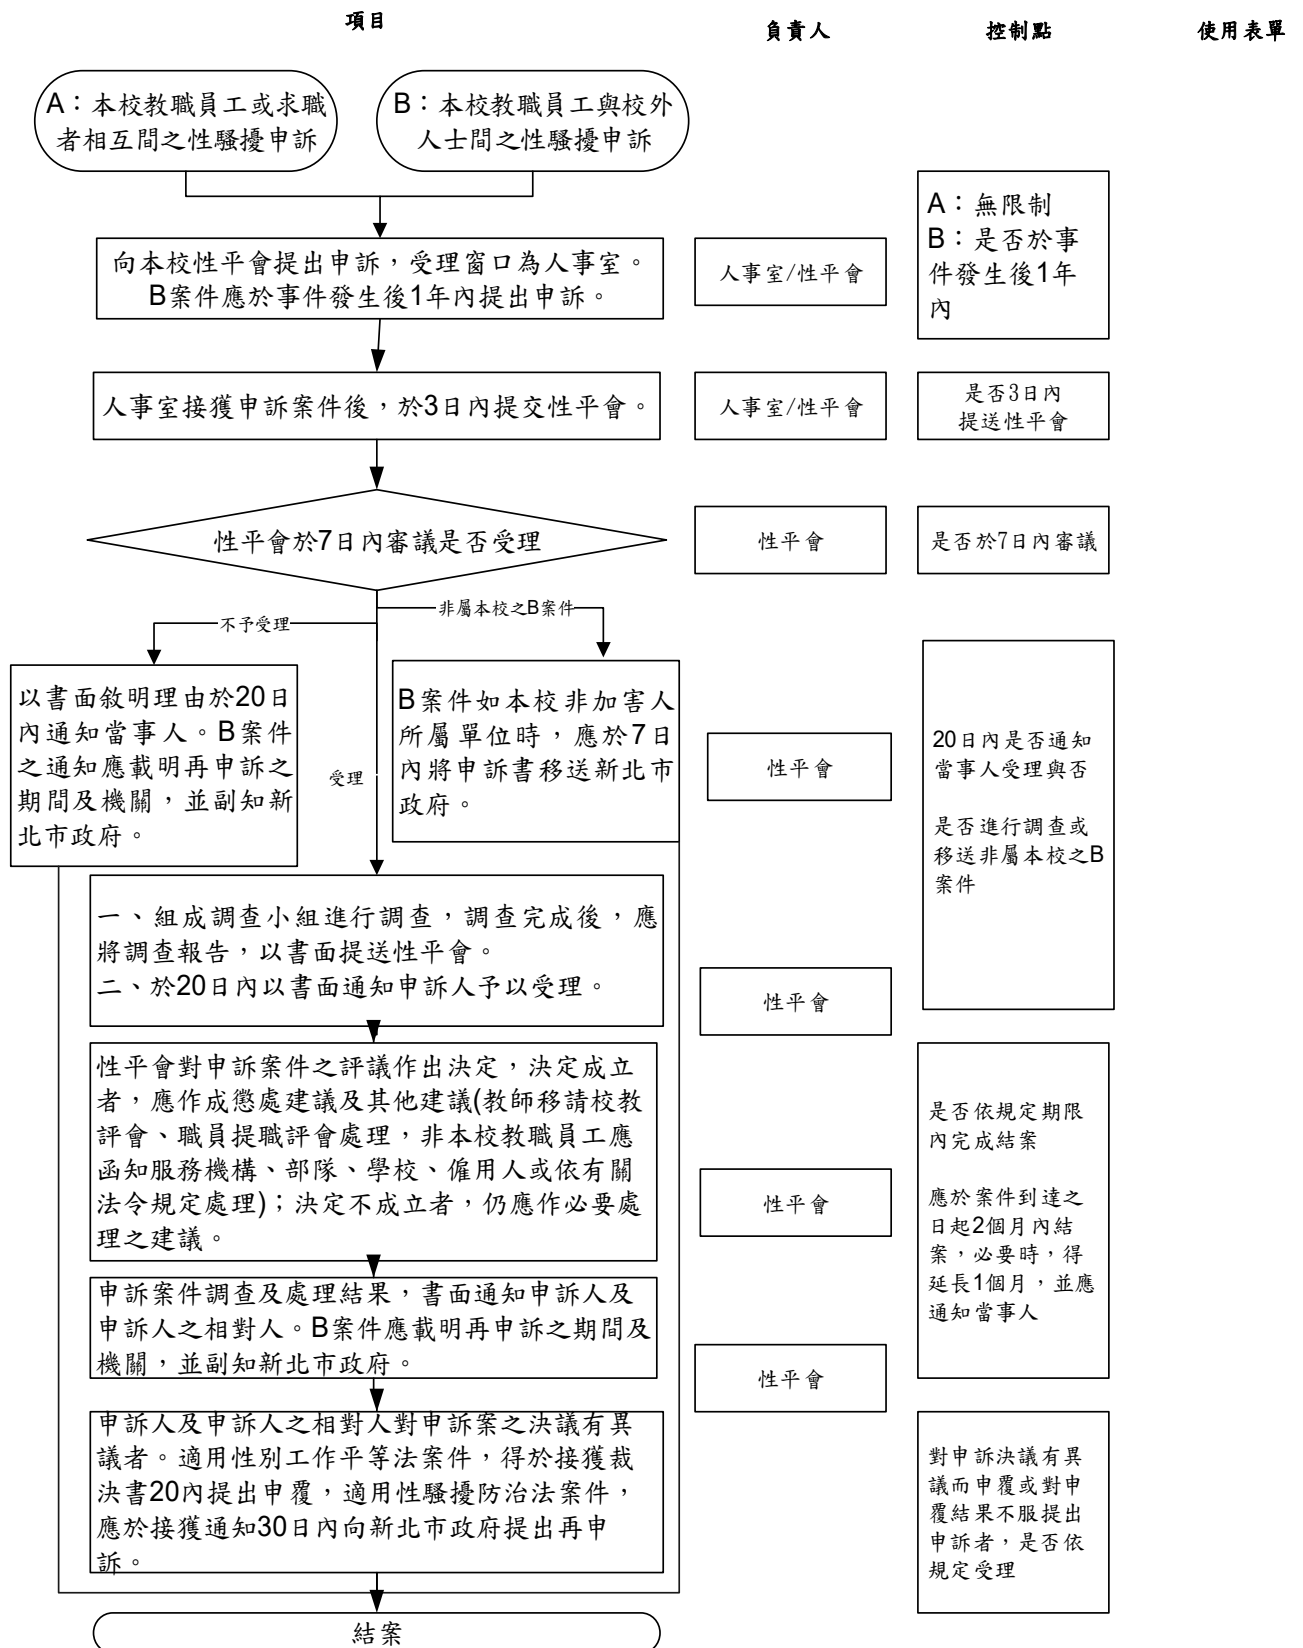 項目
負責人
控制點
使用表單
A：本校教職員工或求職
者相互間之性騷擾申訴
B：本校教職員工與校外
人士間之性騷擾申訴
向本校性平會提出申訴，受理窗口為人事室。
B案件應於事件發生後1年內提出申訴。
人事室/性平會
A：無限制
B：是否於事
件發生後1年
內
人事室接獲申訴案件後，於3日內提交性平會。
人事室/性平會
是否3日內
提送性平會
性平會於7日內審議是否受理
性平會
是否於7日內審議
不予受理
非屬本校之B案件
受理
以書面敘明理由於20日
內通知當事人。B案件
之通知應載明再申訴之
期間及機關，並副知新
北市政府。
B案件如本校非加害人
所屬單位時，應於7日
內將申訴書移送新北市
政府。
性平會
20日內是否通知
當事人受理與否
是否進行調查或
移送非屬本校之B
案件
一、組成調查小組進行調查，調查完成後，應
將調查報告，以書面提送性平會。
二、於20日內以書面通知申訴人予以受理。
性平會
性平會對申訴案件之評議作出決定，決定成立
者，應作成懲處建議及其他建議(教師移請校教
評會、職員提職評會處理，非本校教職員工應
函知服務機構、部隊、學校、僱用人或依有關
法令規定處理)；決定不成立者，仍應作必要處
理之建議。
性平會
是否依規定期限
內完成結案
應於案件到達之
日起2個月內結
案，必要時，得
延長1個月，並應
通知當事人
申訴案件調查及處理結果，書面通知申訴人及
申訴人之相對人。B案件應載明再申訴之期間及
機關，並副知新北市政府。
性平會
申訴人及申訴人之相對人對申訴案之決議有異
議者。適用性別工作平等法案件，得於接獲裁
決書20內提出申覆，適用性騷擾防治法案件，
應於接獲通知30日內向新北市政府提出再申
訴。
對申訴決議有異
議而申覆或對申
覆結果不服提出
申訴者，是否依
規定受理
結案